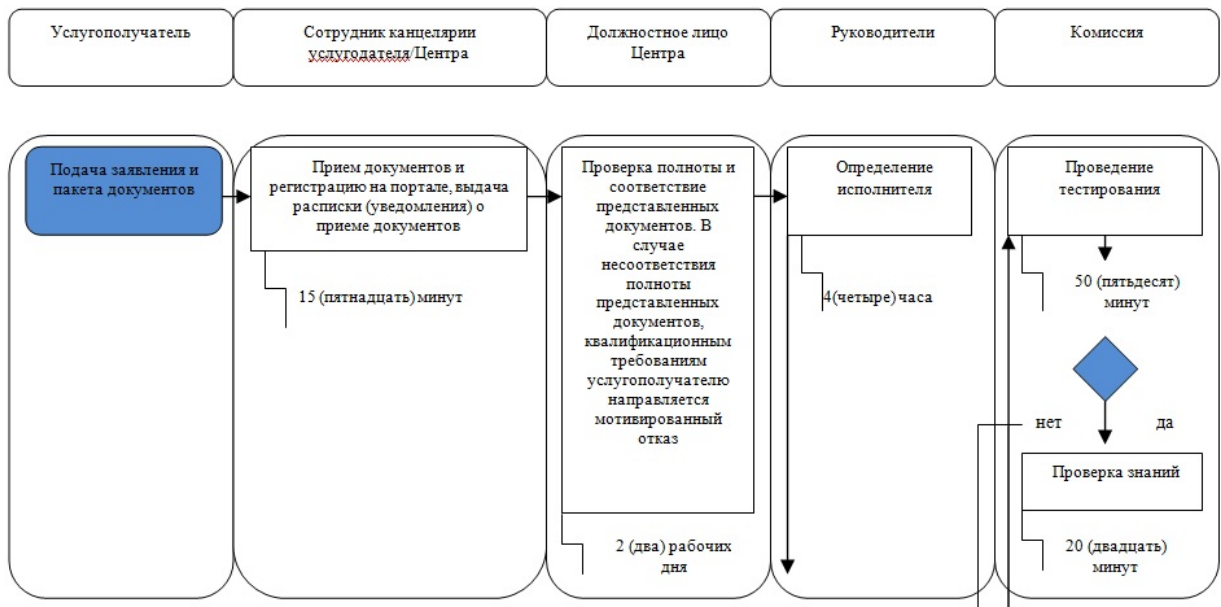 Услугополучатель
Сотрудник канцелярии
услугодателя/Центра
Должностное лицо
Центра
Руководители
Комиссия
Подача заявления и
пакета документов
Прием документов и
регистрацию на портале, выдача
расписки (уведомления) о
приеме документов
15 (пятнадцать) минут
Проверка полноты и
соответствие
представленных
документов. В
случае
несоответствия
полноты
представленных
документов,
квалификационным
требованиям
услугополучателю
направляется
мотивированный
отказ
2 (два) рабочих
дня
Определение
исполнителя
4(четыре) часа
Проведение
тестирования
50 (пятьдесят)
минут
нет
да
Проверка знаний
20 (двадцать)
минут